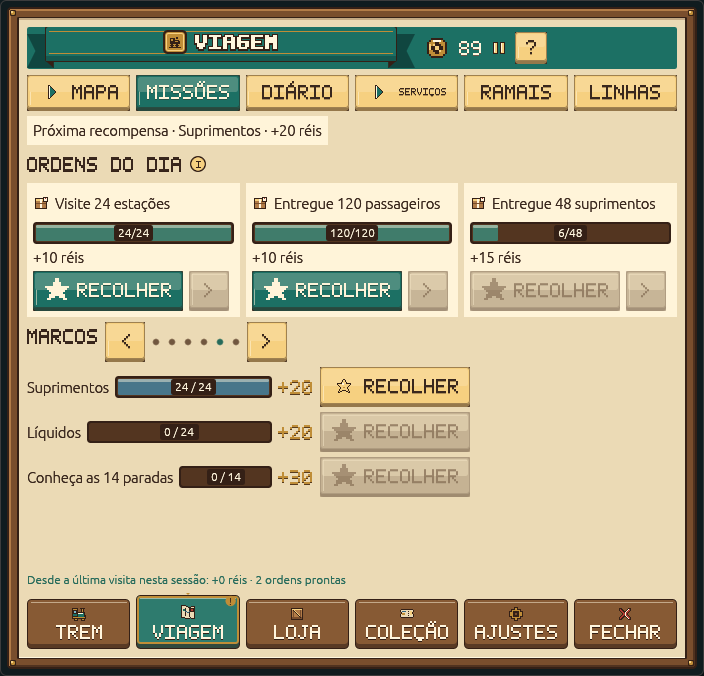 VIAGEM
89
?
MAPA
MISSÕES
DIÁRIO
SERVIÇOS
RAMAIS
LINHAS
Próxima recompensa · Suprimentos · +20 réis
ORDENS DO DIA
I
Visite 24 estações
24/24
+10 réis
RECOLHER
>
Entregue 120 passageiros
120/120
+10 réis
RECOLHER
>
Entregue 48 suprimentos
6/48
+15 réis
RECOLHER
>
MARCOS
<
>
Suprimentos 24 / 24 +20 RECOLHER
Líquidos 0 / 24 +20 RECOLHER
Conheça as 14 paradas 0 / 14 +30 RECOLHER
Desde a última visita nesta sessão: +0 réis · 2 ordens prontas
TREM
!
VIAGEM
LOJA
COLEÇÃO
AJUSTES
FECHAR